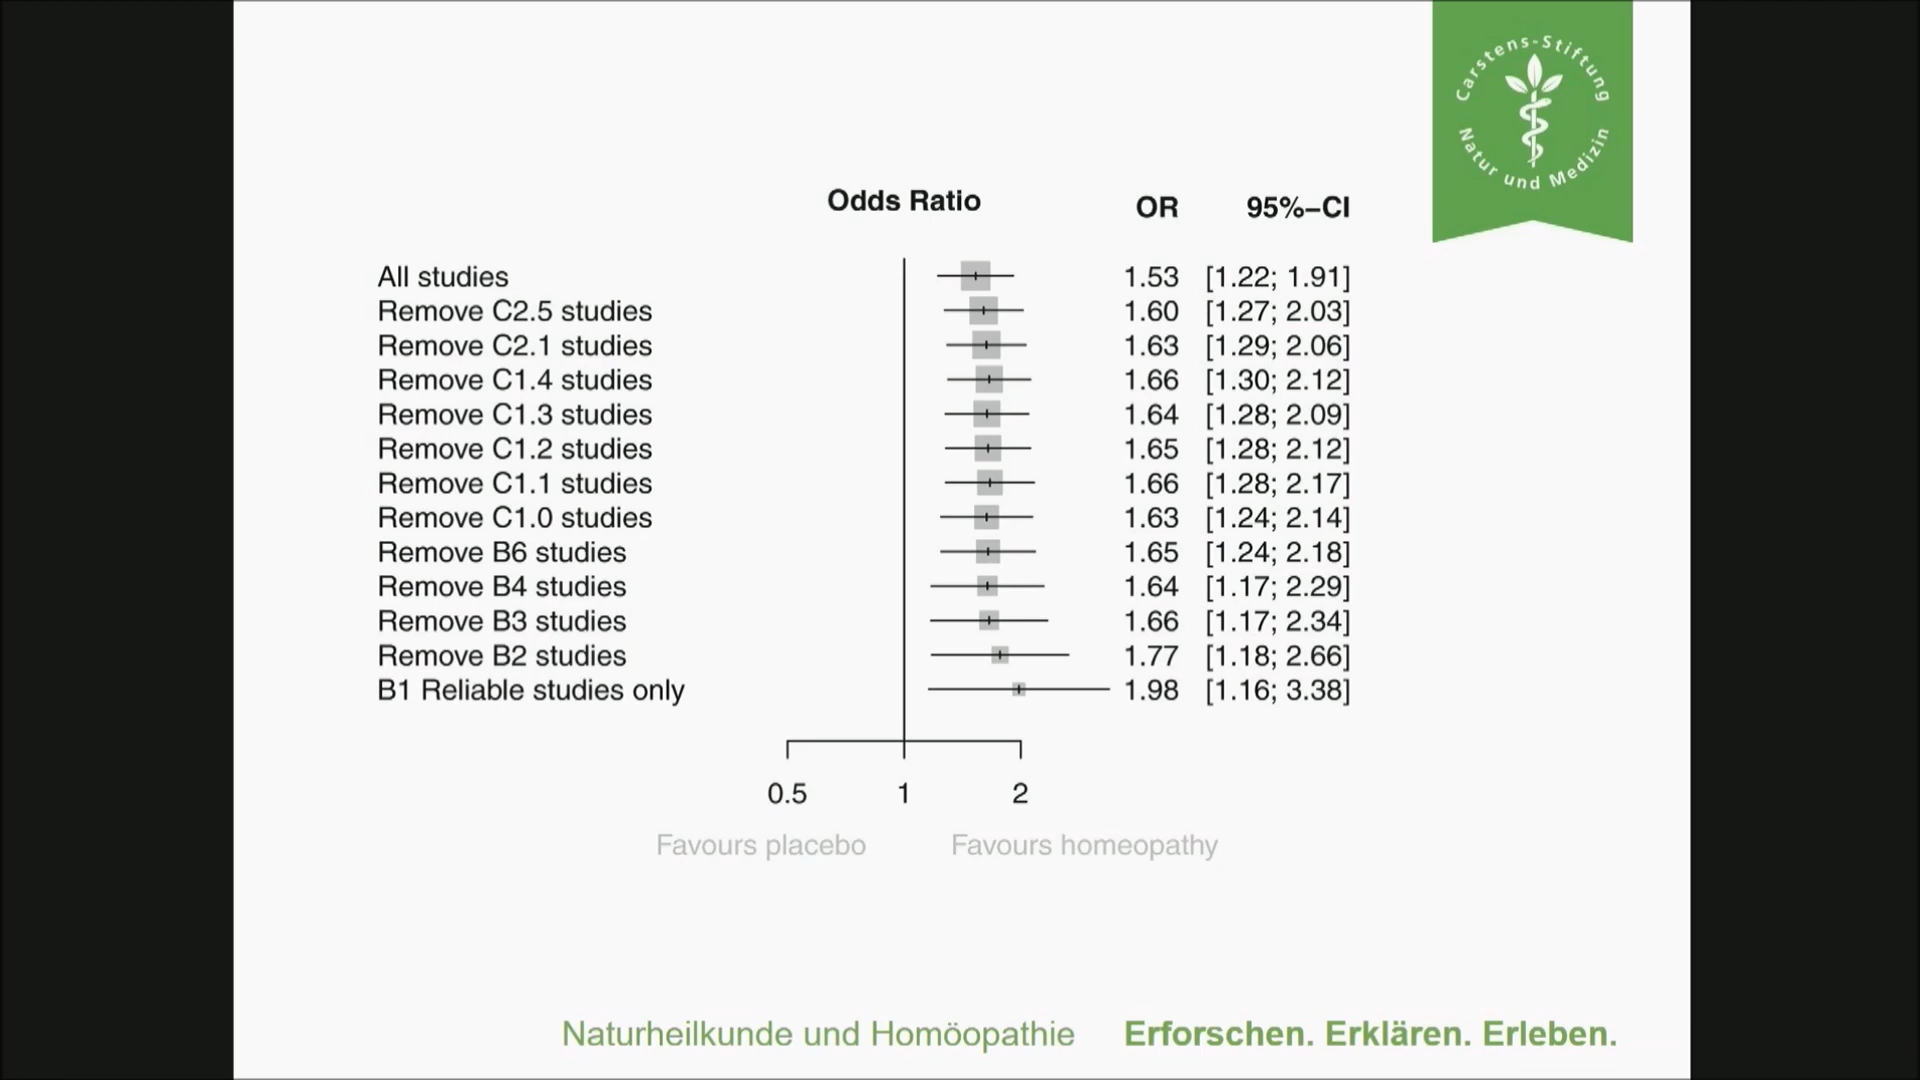 Carstens-Stiftung
Natur und Medizin
Odds Ratio OR 95%–CI
All studies 1.53 [1.22; 1.91]
Remove C2.5 studies 1.60 [1.27; 2.03]
Remove C2.1 studies 1.63 [1.29; 2.06]
Remove C1.4 studies 1.66 [1.30; 2.12]
Remove C1.3 studies 1.64 [1.28; 2.09]
Remove C1.2 studies 1.65 [1.28; 2.12]
Remove C1.1 studies 1.66 [1.28; 2.17]
Remove C1.0 studies 1.63 [1.24; 2.14]
Remove B6 studies 1.65 [1.24; 2.18]
Remove B4 studies 1.64 [1.17; 2.29]
Remove B3 studies 1.66 [1.17; 2.34]
Remove B2 studies 1.77 [1.18; 2.66]
B1 Reliable studies only 1.98 [1.16; 3.38]
0.5 1 2
Favours placebo Favours homeopathy
Naturheilkunde und Homöopathie Erforschen. Erklären. Erleben.